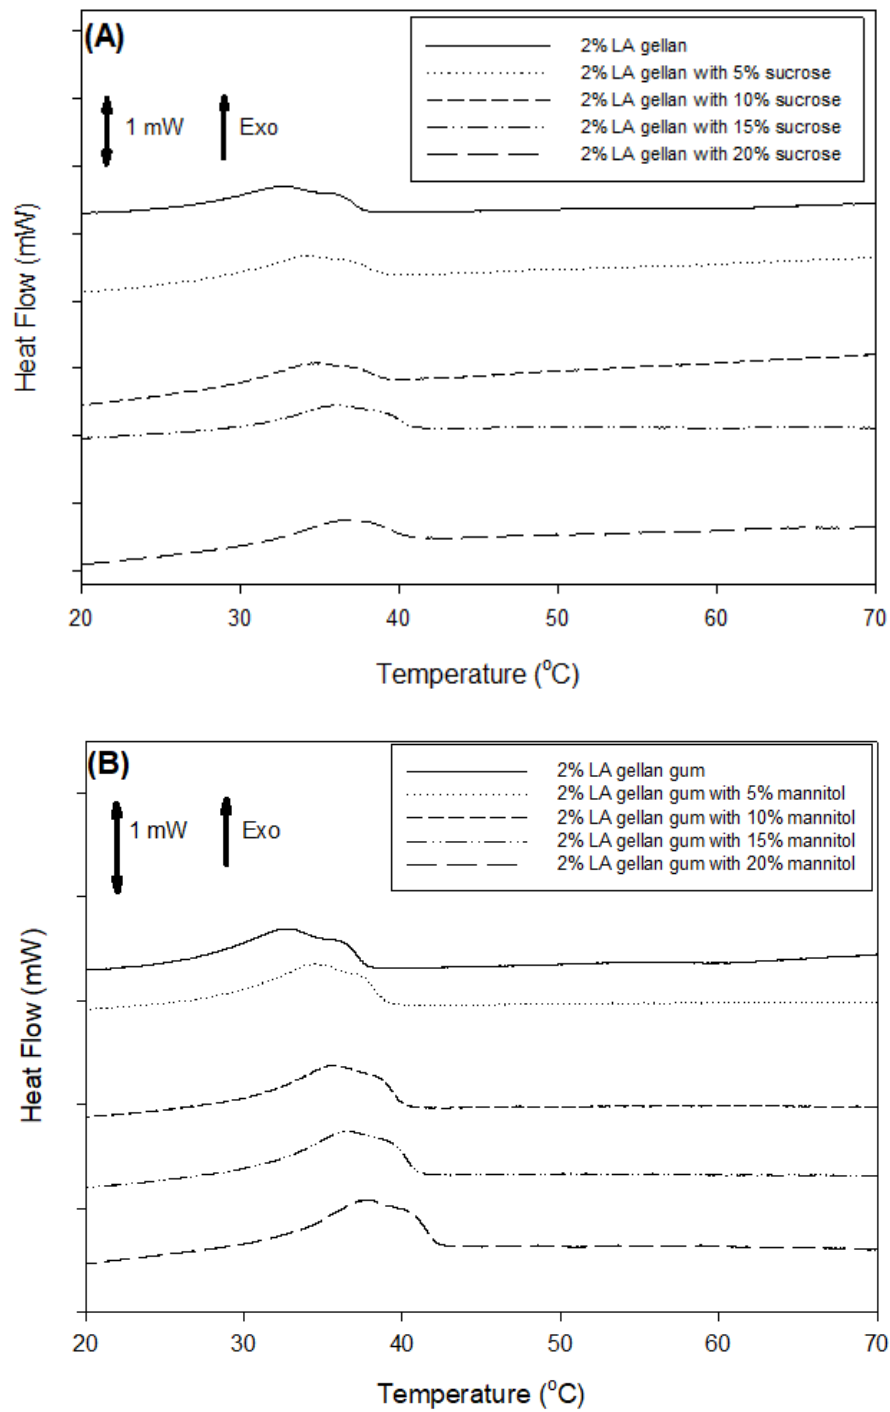 (A)
2% LA gellan
2% LA gellan with 5% sucrose
2% LA gellan with 10% sucrose
2% LA gellan with 15% sucrose
2% LA gellan with 20% sucrose
1 mW
Exo
Heat Flow (mW)
20 30 40 50 60 70
Temperature (°C)
(B)
2% LA gellan gum
2% LA gellan gum with 5% mannitol
2% LA gellan gum with 10% mannitol
2% LA gellan gum with 15% mannitol
2% LA gellan gum with 20% mannitol
1 mW
Exo
Heat Flow (mW)
20 30 40 50 60 70
Temperature (°C)